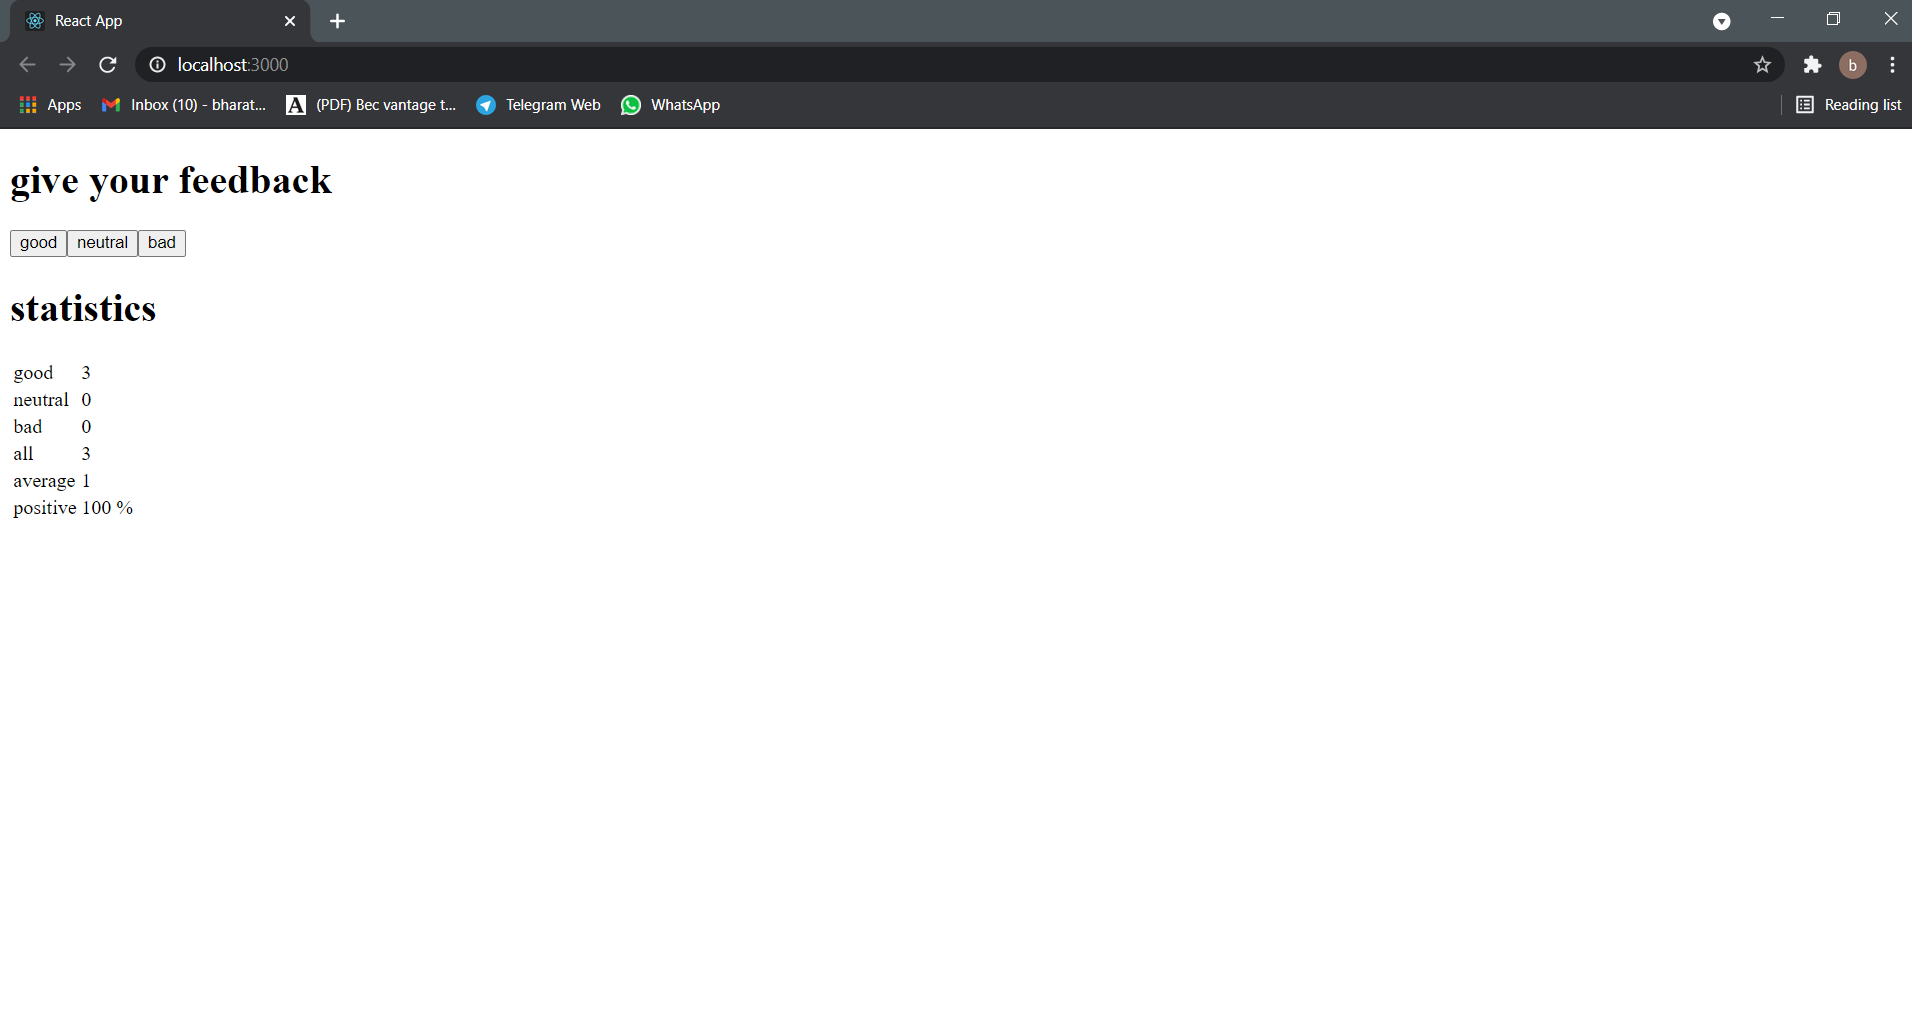 React App
localhost:3000
b
Apps
Inbox (10) - bharat...
A
(PDF) Bec vantage t...
Telegram Web
WhatsApp
Reading list
give your feedback
good neutral bad
statistics
good 3
neutral 0
bad 0
all 3
average 1
positive 100 %